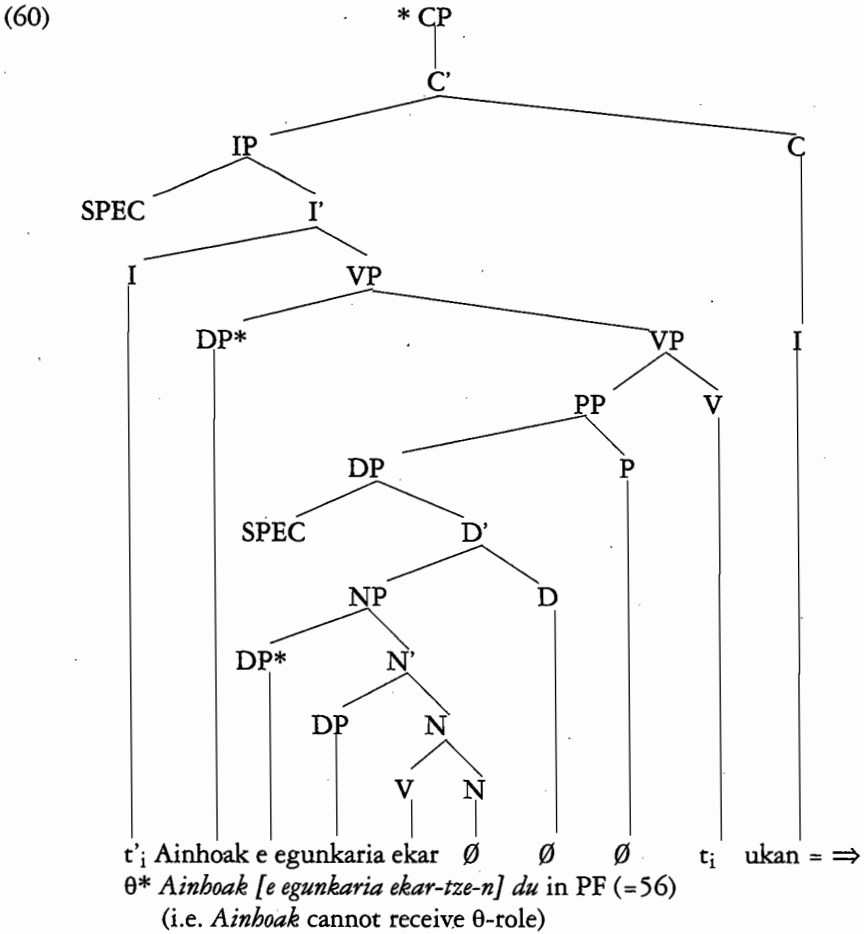 (60) * CP
C'
IP C
SPEC I'
I VP
DP* VP I
PP V
DP P
SPEC D'
NP D
DP* N'
DP N
V N
t'i Ainhoak e egunkaria ekar Ø Ø Ø ti ukan = ⇒
θ* Ainhoak [e egunkaria ekar-tze-n] du in PF (=56)
(i.e. Ainhoak cannot receive θ-role)